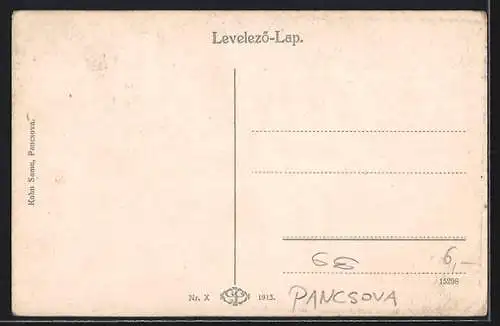 Levelező-Lap.
Kohn Samu, Pancsova.
6,-
15298
Nr. X 1913.
PANCSOVA